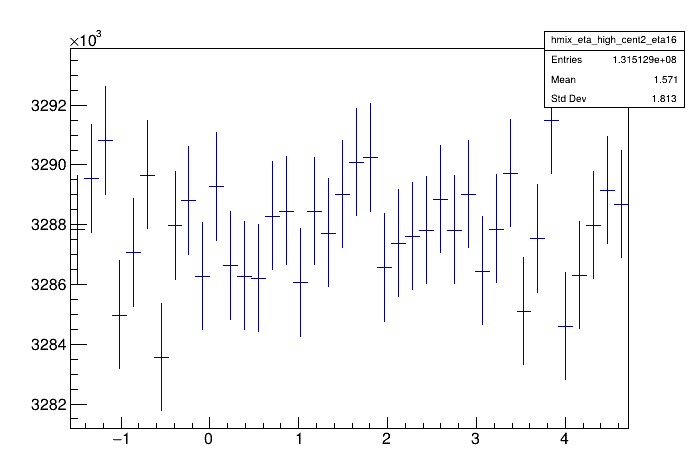 ×10³
hmix_eta_high_cent2_eta16
Entries 1.315129e+08
Mean 1.571
Std Dev 1.813
3292
3290
3288
3286
3284
3282
−1 0 1 2 3 4